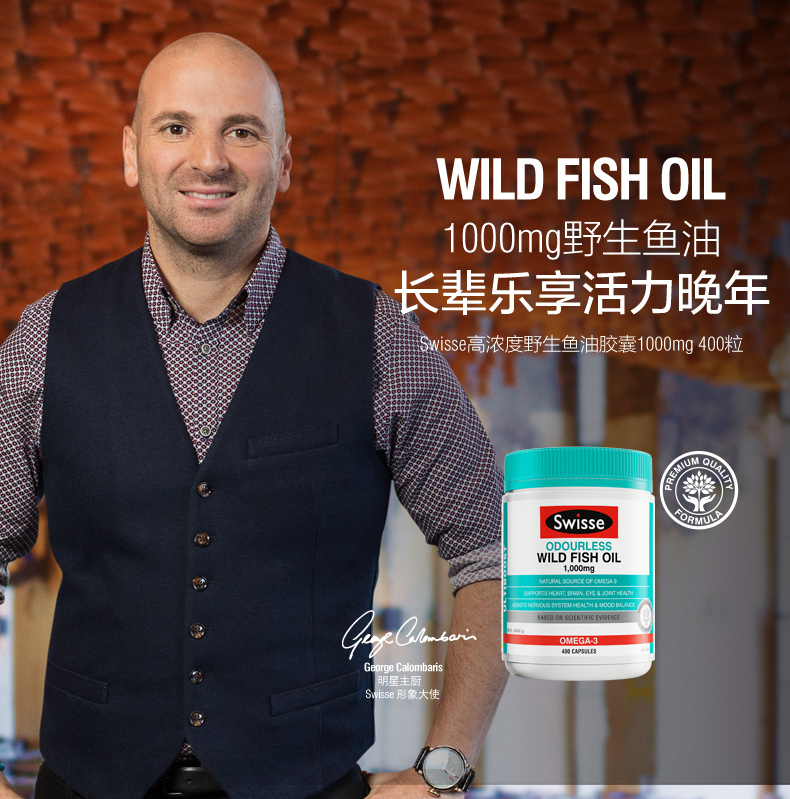 WILD FISH OIL
1000mg野生鱼油
长辈乐享活力晚年
Swisse高浓度野生鱼油胶囊1000mg 400粒
PREMIUM QUALITY
FORMULA
Swisse
ULTIBOOST
ODOURLESS
WILD FISH OIL
1,000mg
NATURAL SOURCE OF OMEGA-3
SUPPORTS HEART, BRAIN, EYE & JOINT HEALTH
ASSISTS NERVOUS SYSTEM HEALTH & MOOD BALANCE
BASED ON SCIENTIFIC EVIDENCE
OMEGA-3
400 CAPSULES
George Calombaris
George Calombaris
明星主厨
Swisse 形象大使